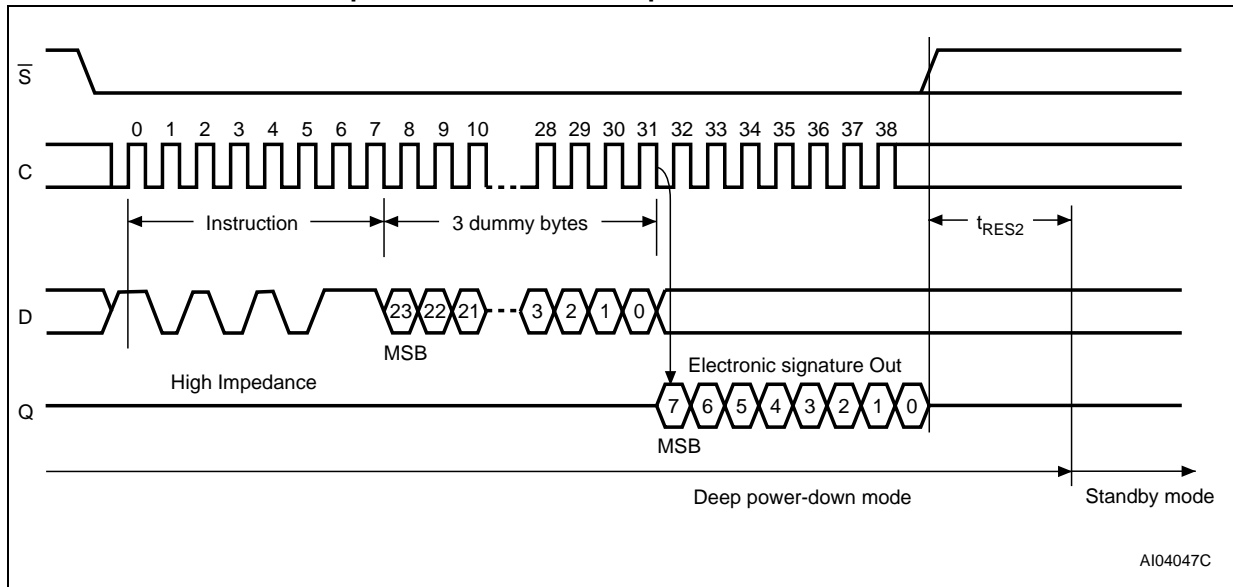 S
0 1 2 3 4 5 6 7 8 9 10 28 29 30 31 32 33 34 35 36 37 38
C
Instruction
3 dummy bytes
tRES2
D
23 22 21 3 2 1 0
MSB
High Impedance
Electronic signature Out
Q
7 6 5 4 3 2 1 0
MSB
Deep power-down mode
Standby mode
AI04047C